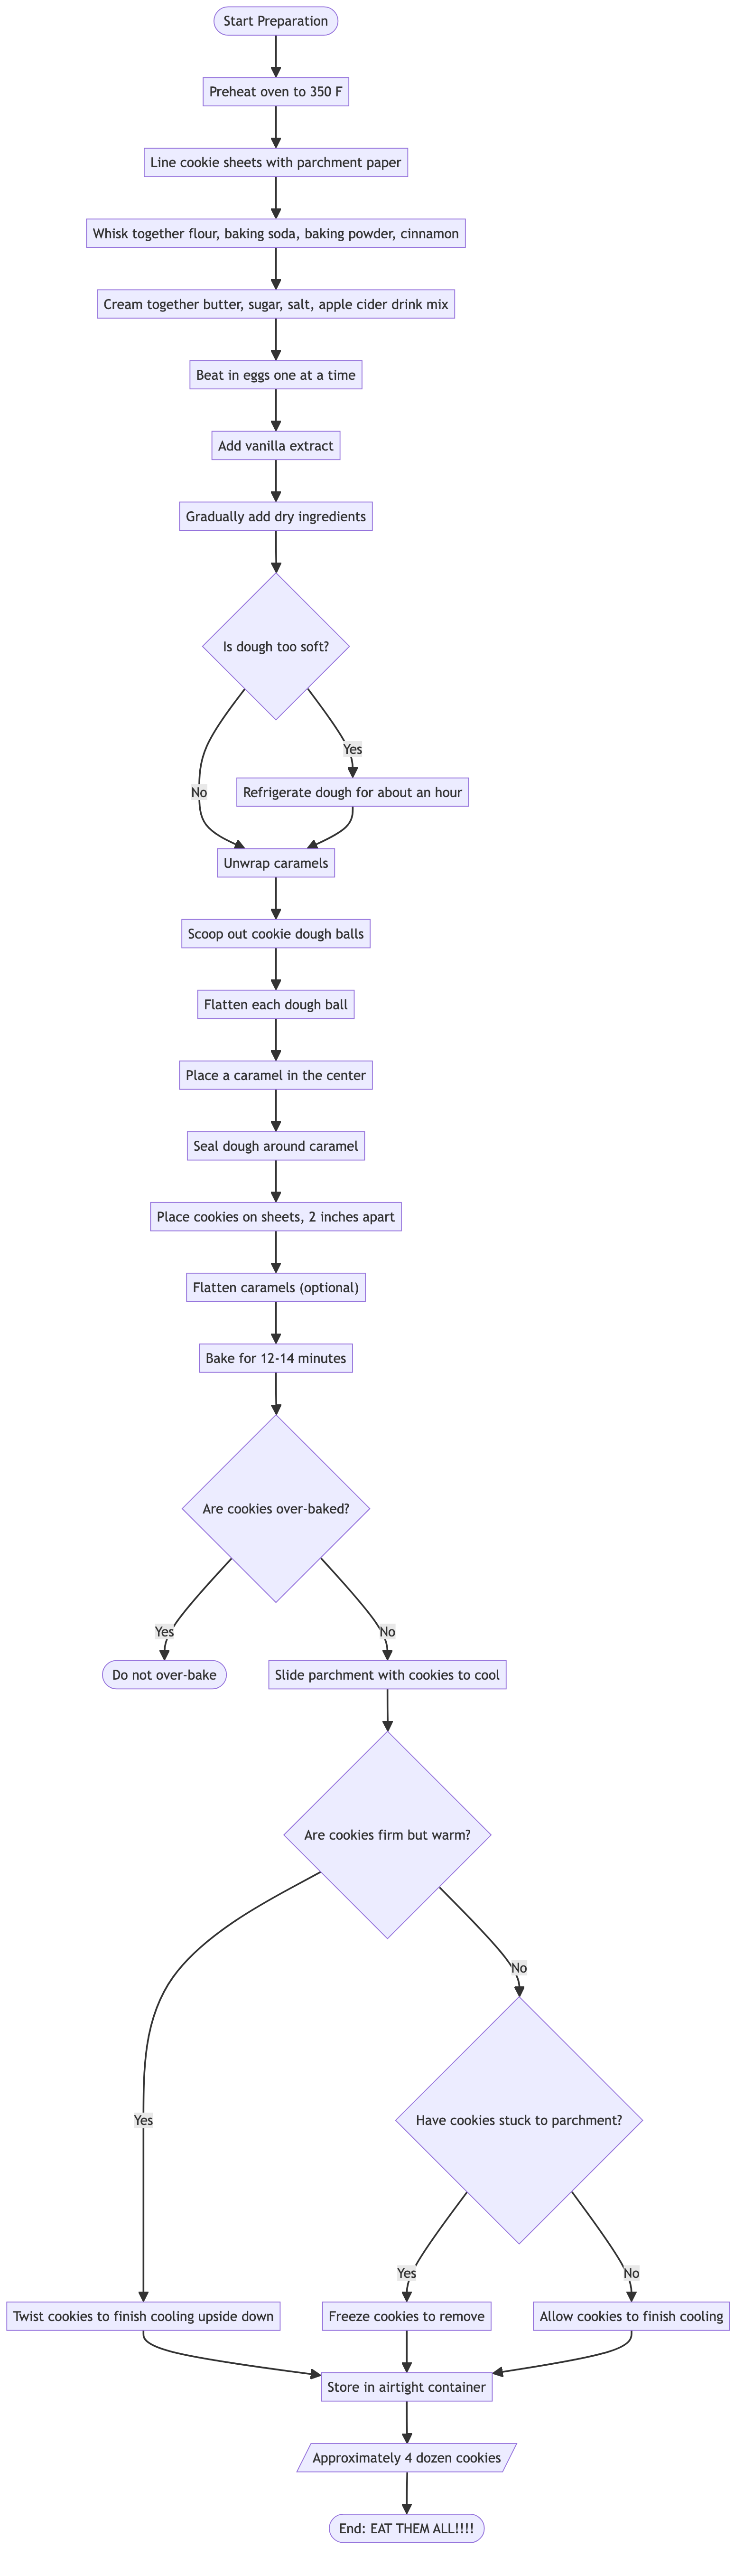 Start Preparation
Preheat oven to 350 F
Line cookie sheets with parchment paper
Whisk together flour, baking soda, baking powder, cinnamon
Cream together butter, sugar, salt, apple cider drink mix
Beat in eggs one at a time
Add vanilla extract
Gradually add dry ingredients
Is dough too soft?
Yes
No
Refrigerate dough for about an hour
Unwrap caramels
Scoop out cookie dough balls
Flatten each dough ball
Place a caramel in the center
Seal dough around caramel
Place cookies on sheets, 2 inches apart
Flatten caramels (optional)
Bake for 12-14 minutes
Are cookies over-baked?
Yes
No
Do not over-bake
Slide parchment with cookies to cool
Are cookies firm but warm?
No
Yes
Have cookies stuck to parchment?
Yes
No
Twist cookies to finish cooling upside down
Freeze cookies to remove
Allow cookies to finish cooling
Store in airtight container
Approximately 4 dozen cookies
End: EAT THEM ALL!!!!